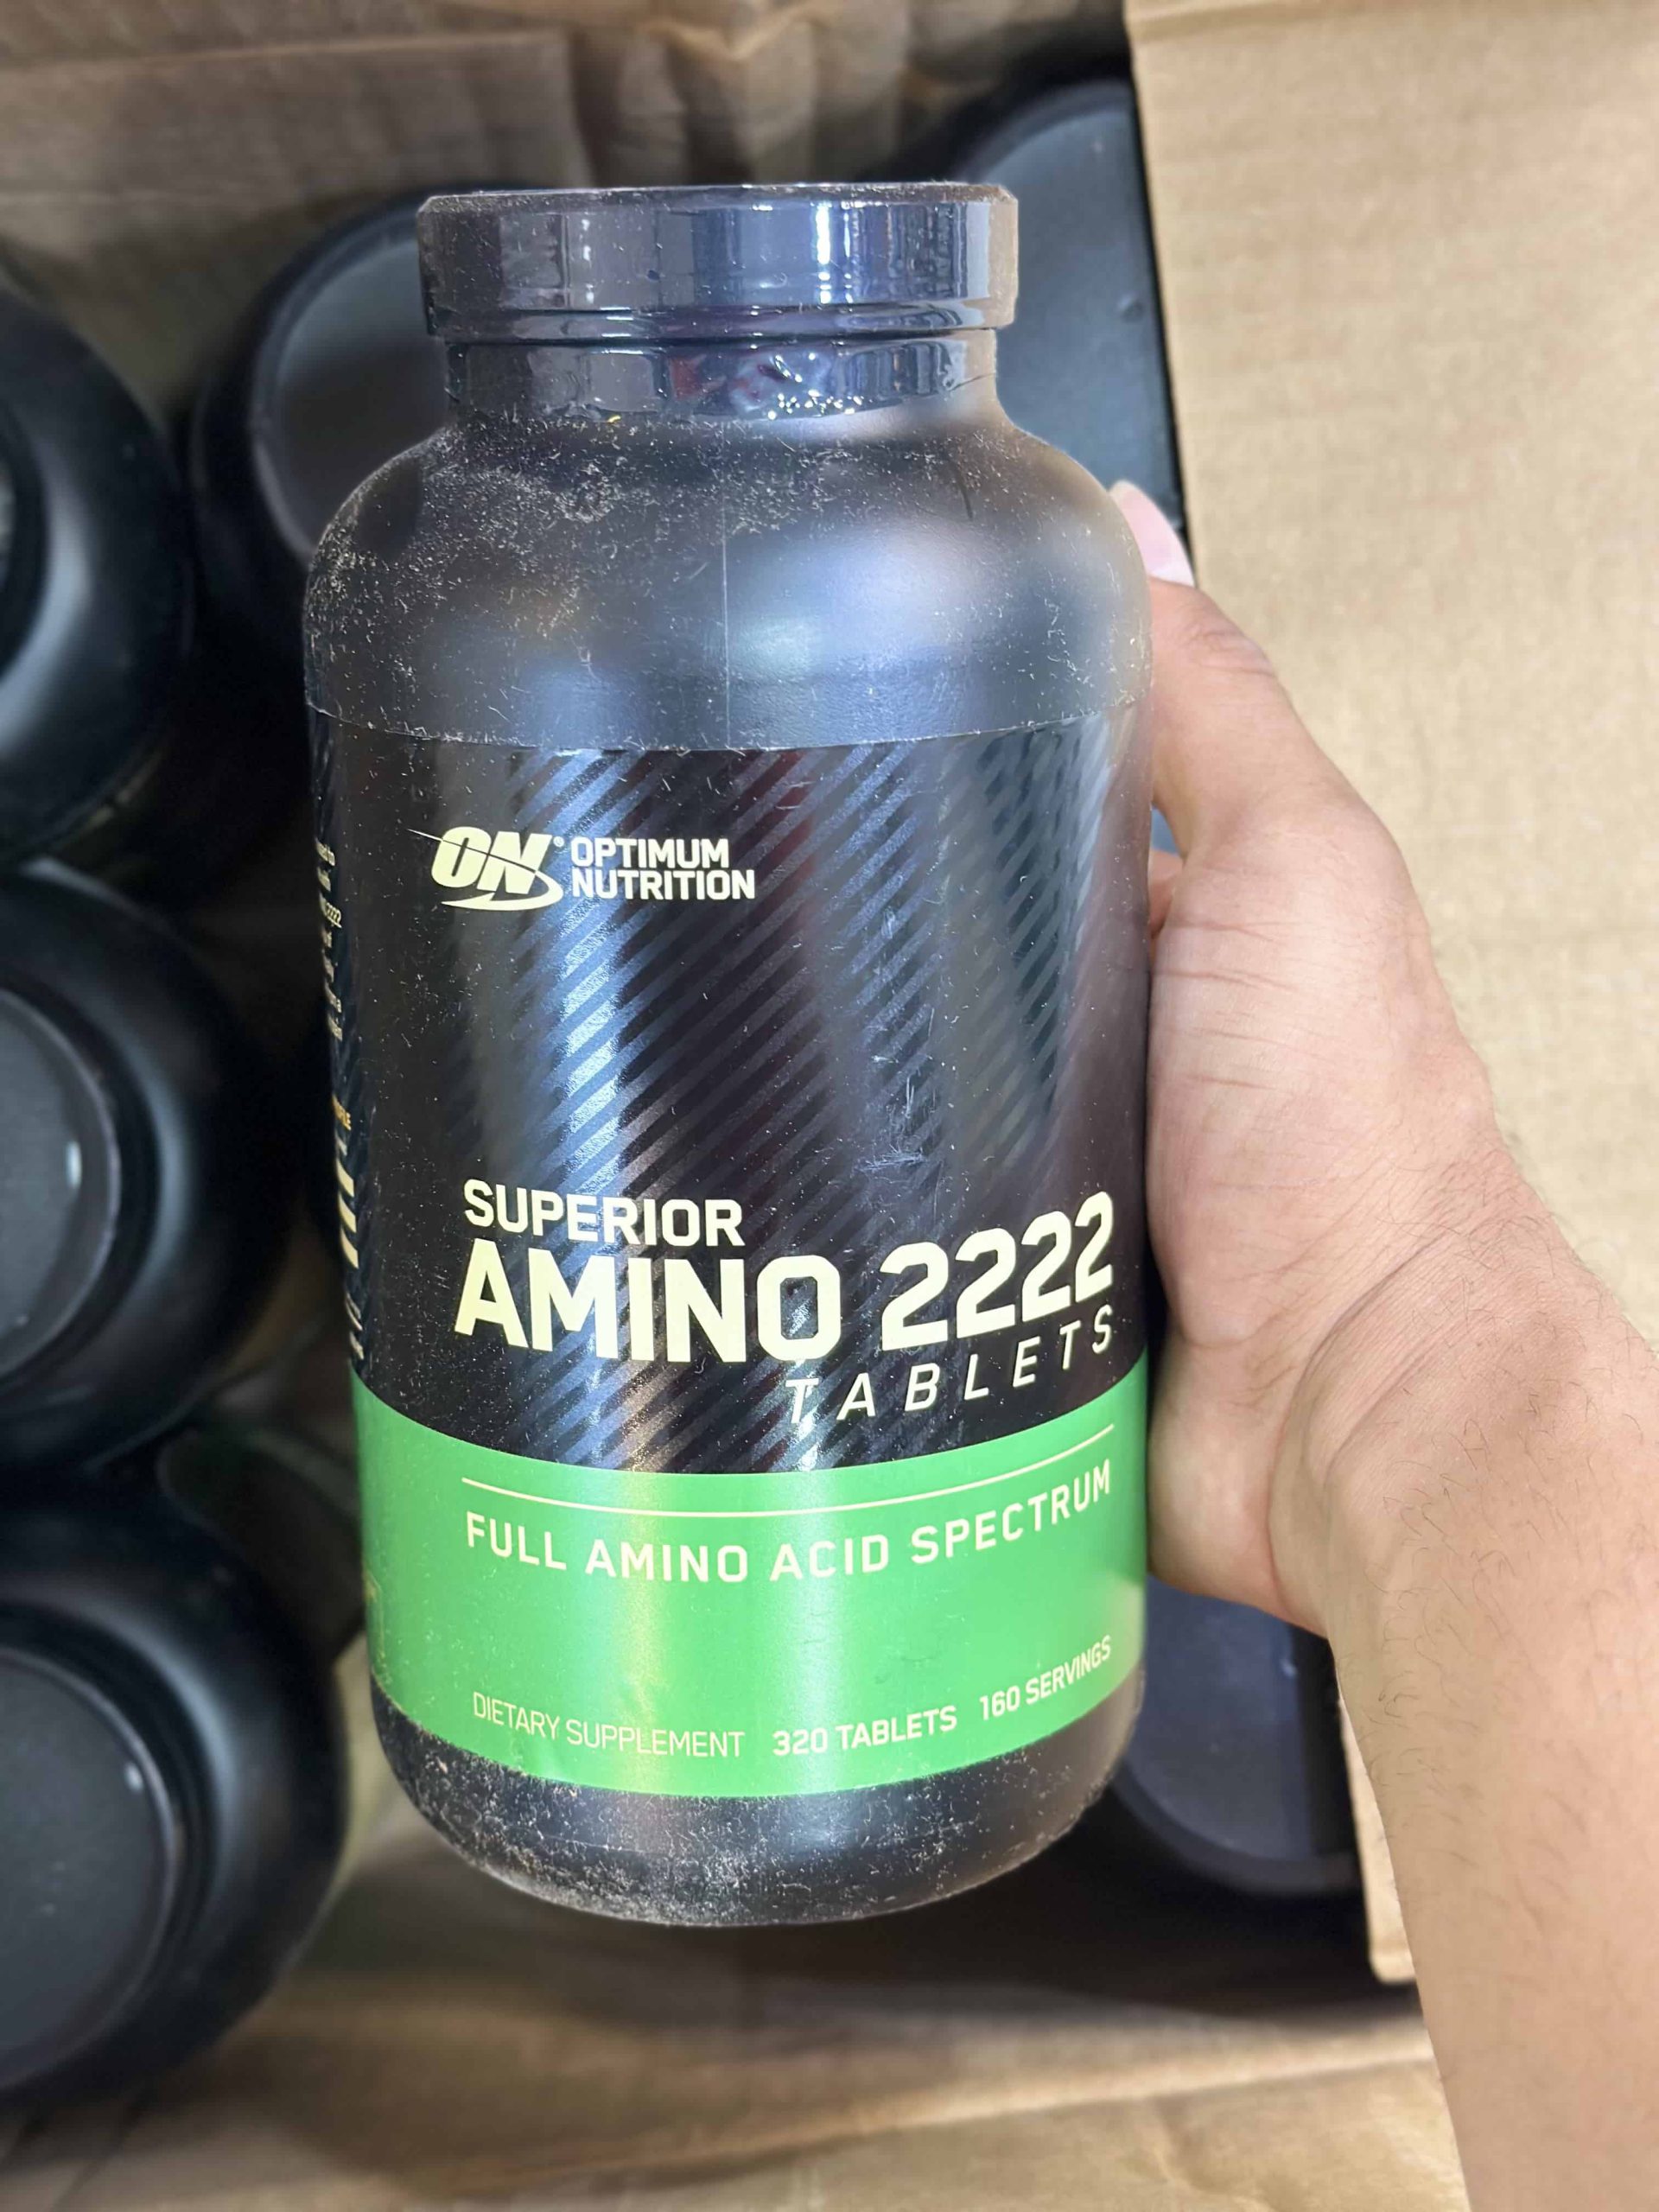 ON®
OPTIMUM
NUTRITION
SUPERIOR
AMINO 2222
TABLETS
FULL AMINO ACID SPECTRUM
DIETARY SUPPLEMENT 320 TABLETS 160 SERVINGS